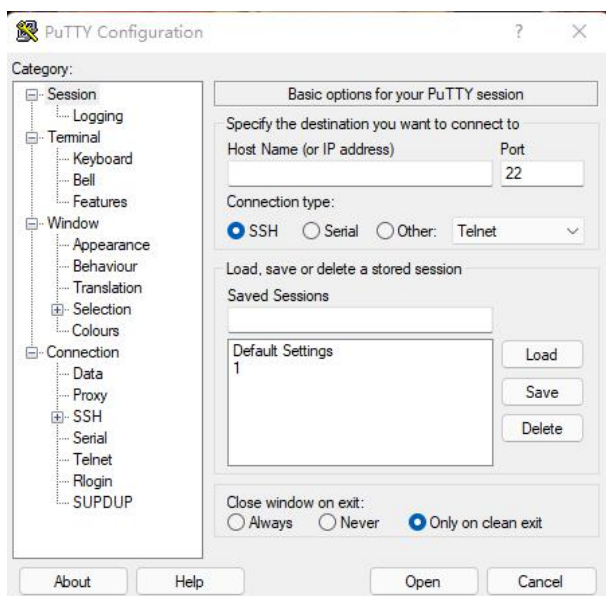 PuTTY Configuration
?
Category:
Session
Logging
Terminal
Keyboard
Bell
Features
Window
Appearance
Behaviour
Translation
Selection
Colours
Connection
Data
Proxy
SSH
Serial
Telnet
Rlogin
SUPDUP
Basic options for your PuTTY session
Specify the destination you want to connect to
Host Name (or IP address) Port
22
Connection type:
SSH Serial Other: Telnet
Load, save or delete a stored session
Saved Sessions
Default Settings
1
Load
Save
Delete
Close window on exit:
Always Never Only on clean exit
About Help Open Cancel